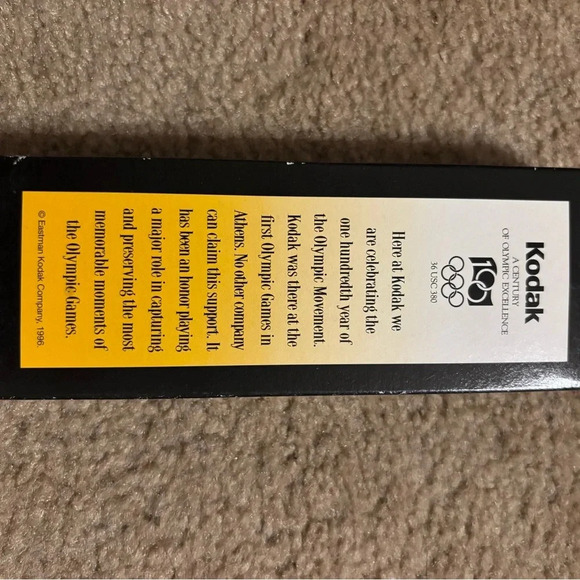 Kodak
A CENTURY
OF OLYMPIC EXCELLENCE
100
36 USC 380
Here at Kodak we
are celebrating the
one hundredth year of
the Olympic Movement.
Kodak was there at the
first Olympic Games in
Athens. No other company
can claim this support. It
has been an honor playing
a major role in capturing
and preserving the most
memorable moments of
the Olympic Games.
© Eastman Kodak Company, 1996.